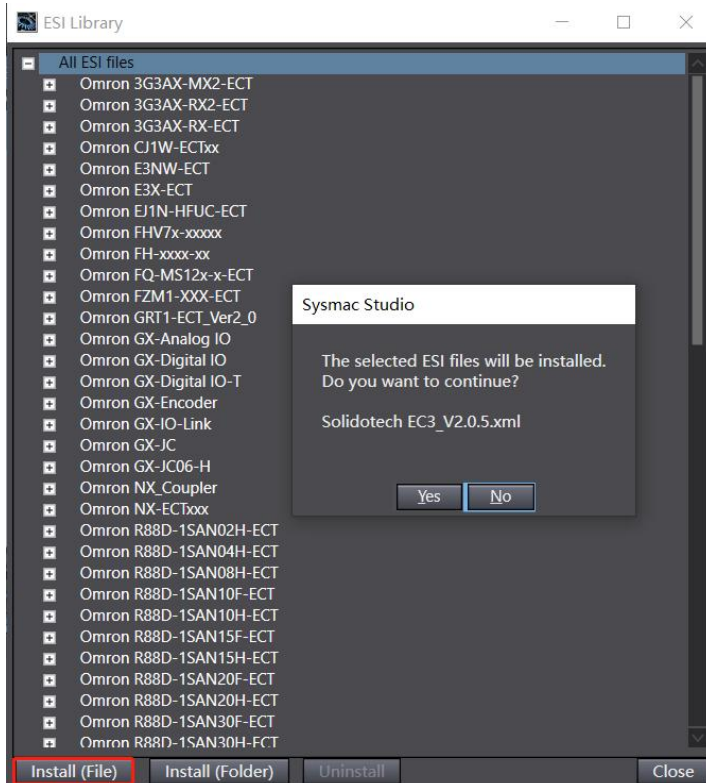 ESI Library
All ESI files
Omron 3G3AX-MX2-ECT
Omron 3G3AX-RX2-ECT
Omron 3G3AX-RX-ECT
Omron CJ1W-ECTxx
Omron E3NW-ECT
Omron E3X-ECT
Omron EJ1N-HFUC-ECT
Omron FHV7x-xxxxx
Omron FH-xxxx-xx
Omron FQ-MS12x-x-ECT
Omron FZM1-XXX-ECT
Omron GRT1-ECT_Ver2_0
Omron GX-Analog IO
Omron GX-Digital IO
Omron GX-Digital IO-T
Omron GX-Encoder
Omron GX-IO-Link
Omron GX-JC
Omron GX-JC06-H
Omron NX_Coupler
Omron NX-ECTxxx
Omron R88D-1SAN02H-ECT
Omron R88D-1SAN04H-ECT
Omron R88D-1SAN08H-ECT
Omron R88D-1SAN10F-ECT
Omron R88D-1SAN10H-ECT
Omron R88D-1SAN15F-ECT
Omron R88D-1SAN15H-ECT
Omron R88D-1SAN20F-ECT
Omron R88D-1SAN20H-ECT
Omron R88D-1SAN30F-ECT
Omron R88D-1SAN30H-ECT
Sysmac Studio
The selected ESI files will be installed.
Do you want to continue?
Solidotech EC3_V2.0.5.xml
Yes No
Install (File) Install (Folder) Uninstall Close